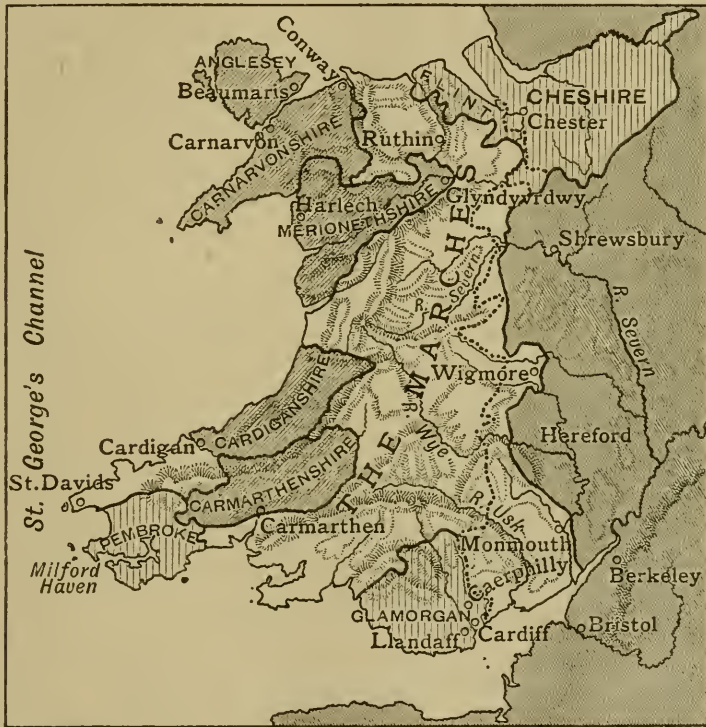 ANGLESEY
Beaumaris
Conway
FLINT
CHESHIRE
Chester
Carnarvon
CARNARVONSHIRE
Ruthin
Harlech
MERIONETHSHIRE
Glyndyvrdwy
Shrewsbury
R. Severn
R. Severn
THE MARCHES
St. George's Channel
Wigmore
CARDIGANSHIRE
Cardigan
R. Wye
Hereford
St. Davids
CARMARTHENSHIRE
Carmarthen
R. Usk
PEMBROKE
Monmouth
Milford
Haven
Caerphilly
Berkeley
GLAMORGAN
Llandaff
Cardiff
Bristol